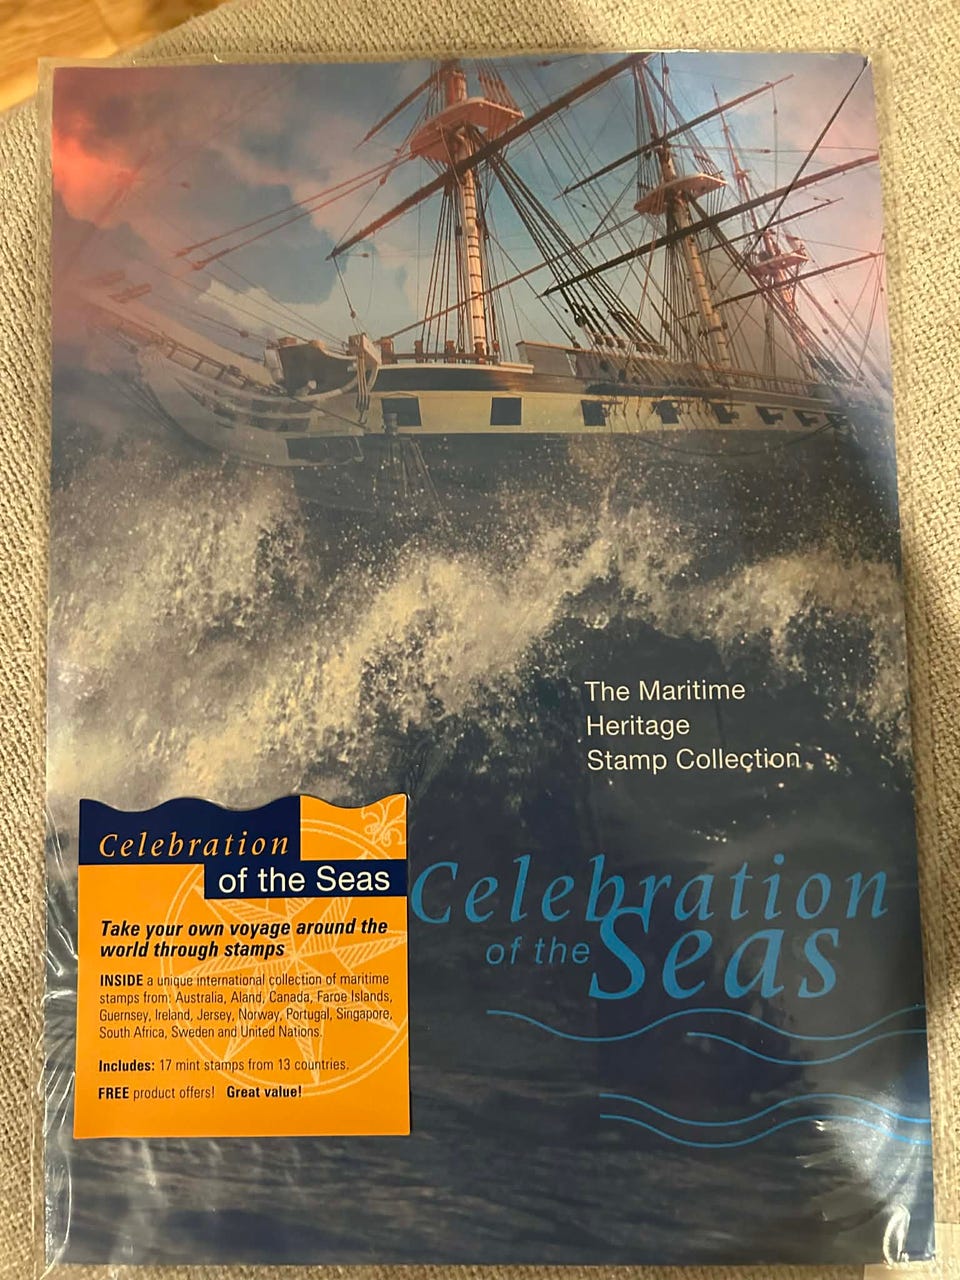 The Maritime
Heritage
Stamp Collection
Celebration
of the Seas
Celebration
of the Seas
Take your own voyage around the
world through stamps
INSIDE a unique international collection of maritime
stamps from: Australia, Aland, Canada, Faroe Islands,
Guernsey, Ireland, Jersey, Norway, Portugal, Singapore,
South Africa, Sweden and United Nations.
Includes: 17 mint stamps from 13 countries.
FREE product offers! Great value!